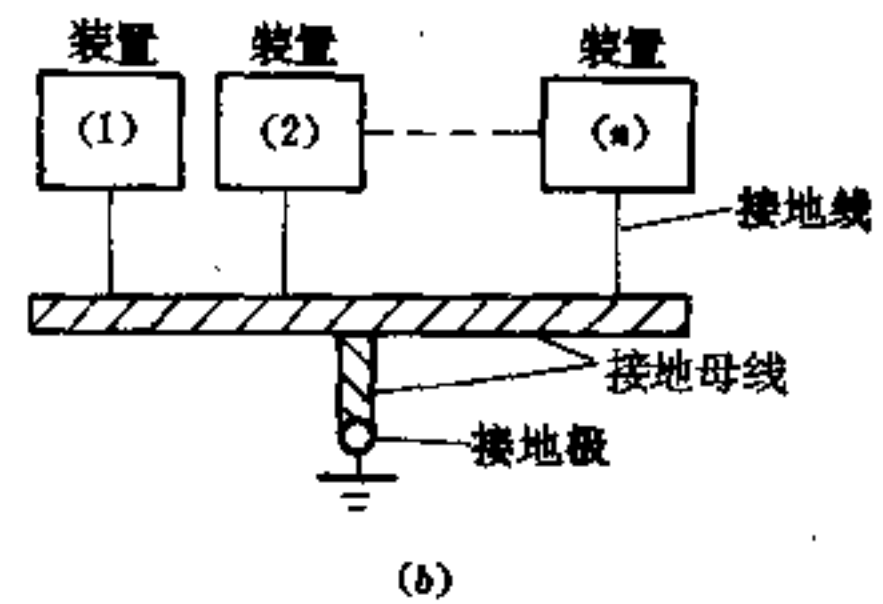 装置 装置 装置
(1) (2) (n)
接地线
接地母线
接地极
(b)